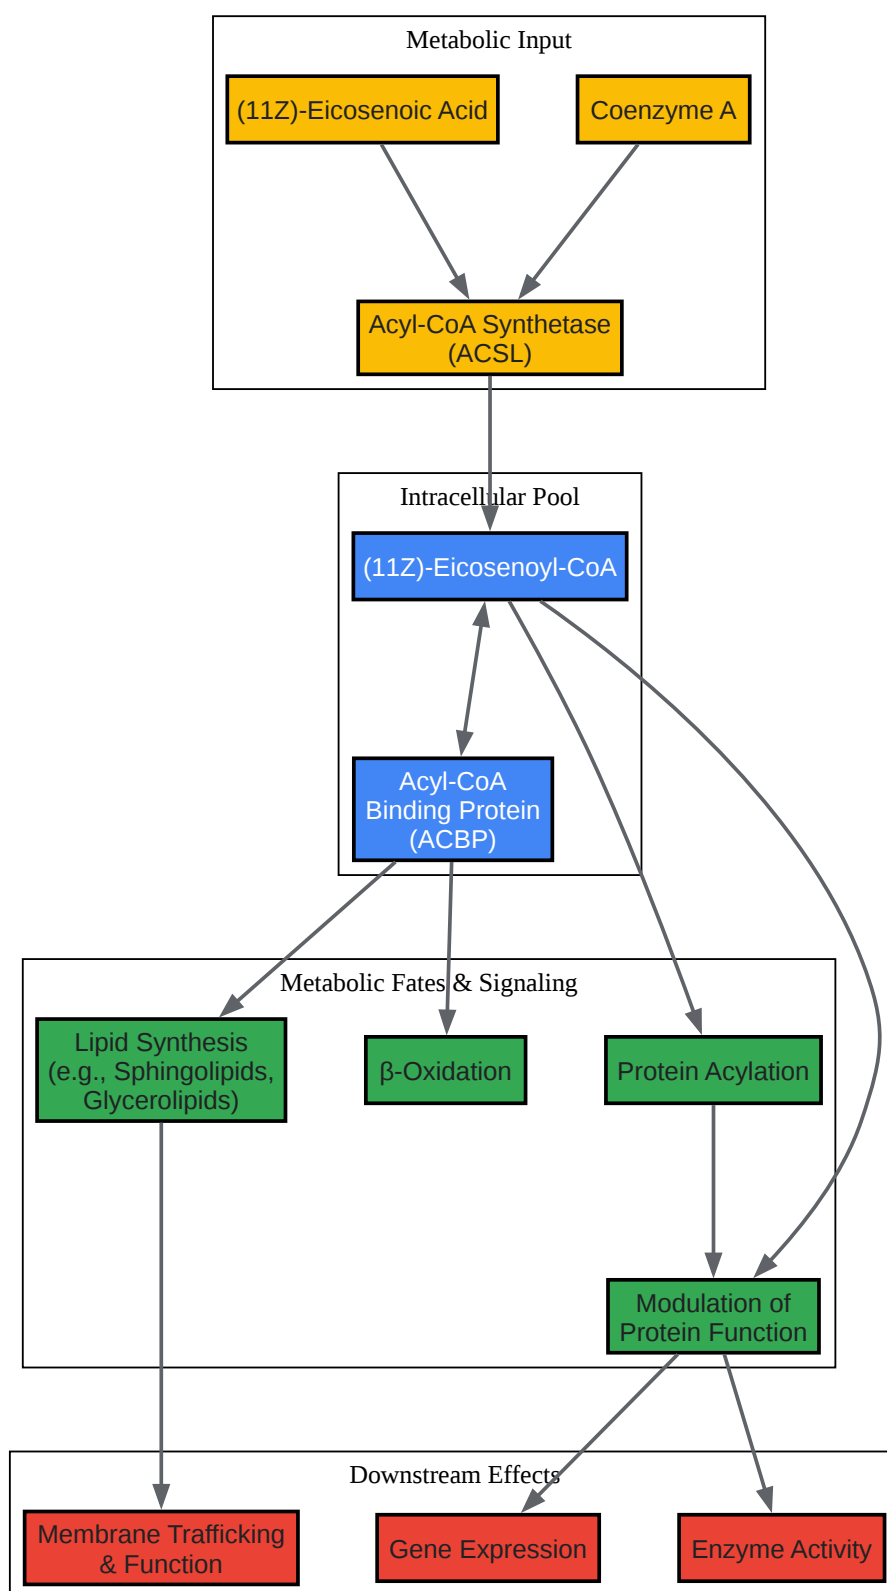 Metabolic Input
(11Z)-Eicosenoic Acid
Coenzyme A
Acyl-CoA Synthetase
(ACSL)
Intracellular Pool
(11Z)-Eicosenoyl-CoA
Acyl-CoA
Binding Protein
(ACBP)
Metabolic Fates & Signaling
Lipid Synthesis
(e.g., Sphingolipids,
Glycerolipids)
β-Oxidation
Protein Acylation
Modulation of
Protein Function
Downstream Effects
Membrane Trafficking
& Function
Gene Expression
Enzyme Activity